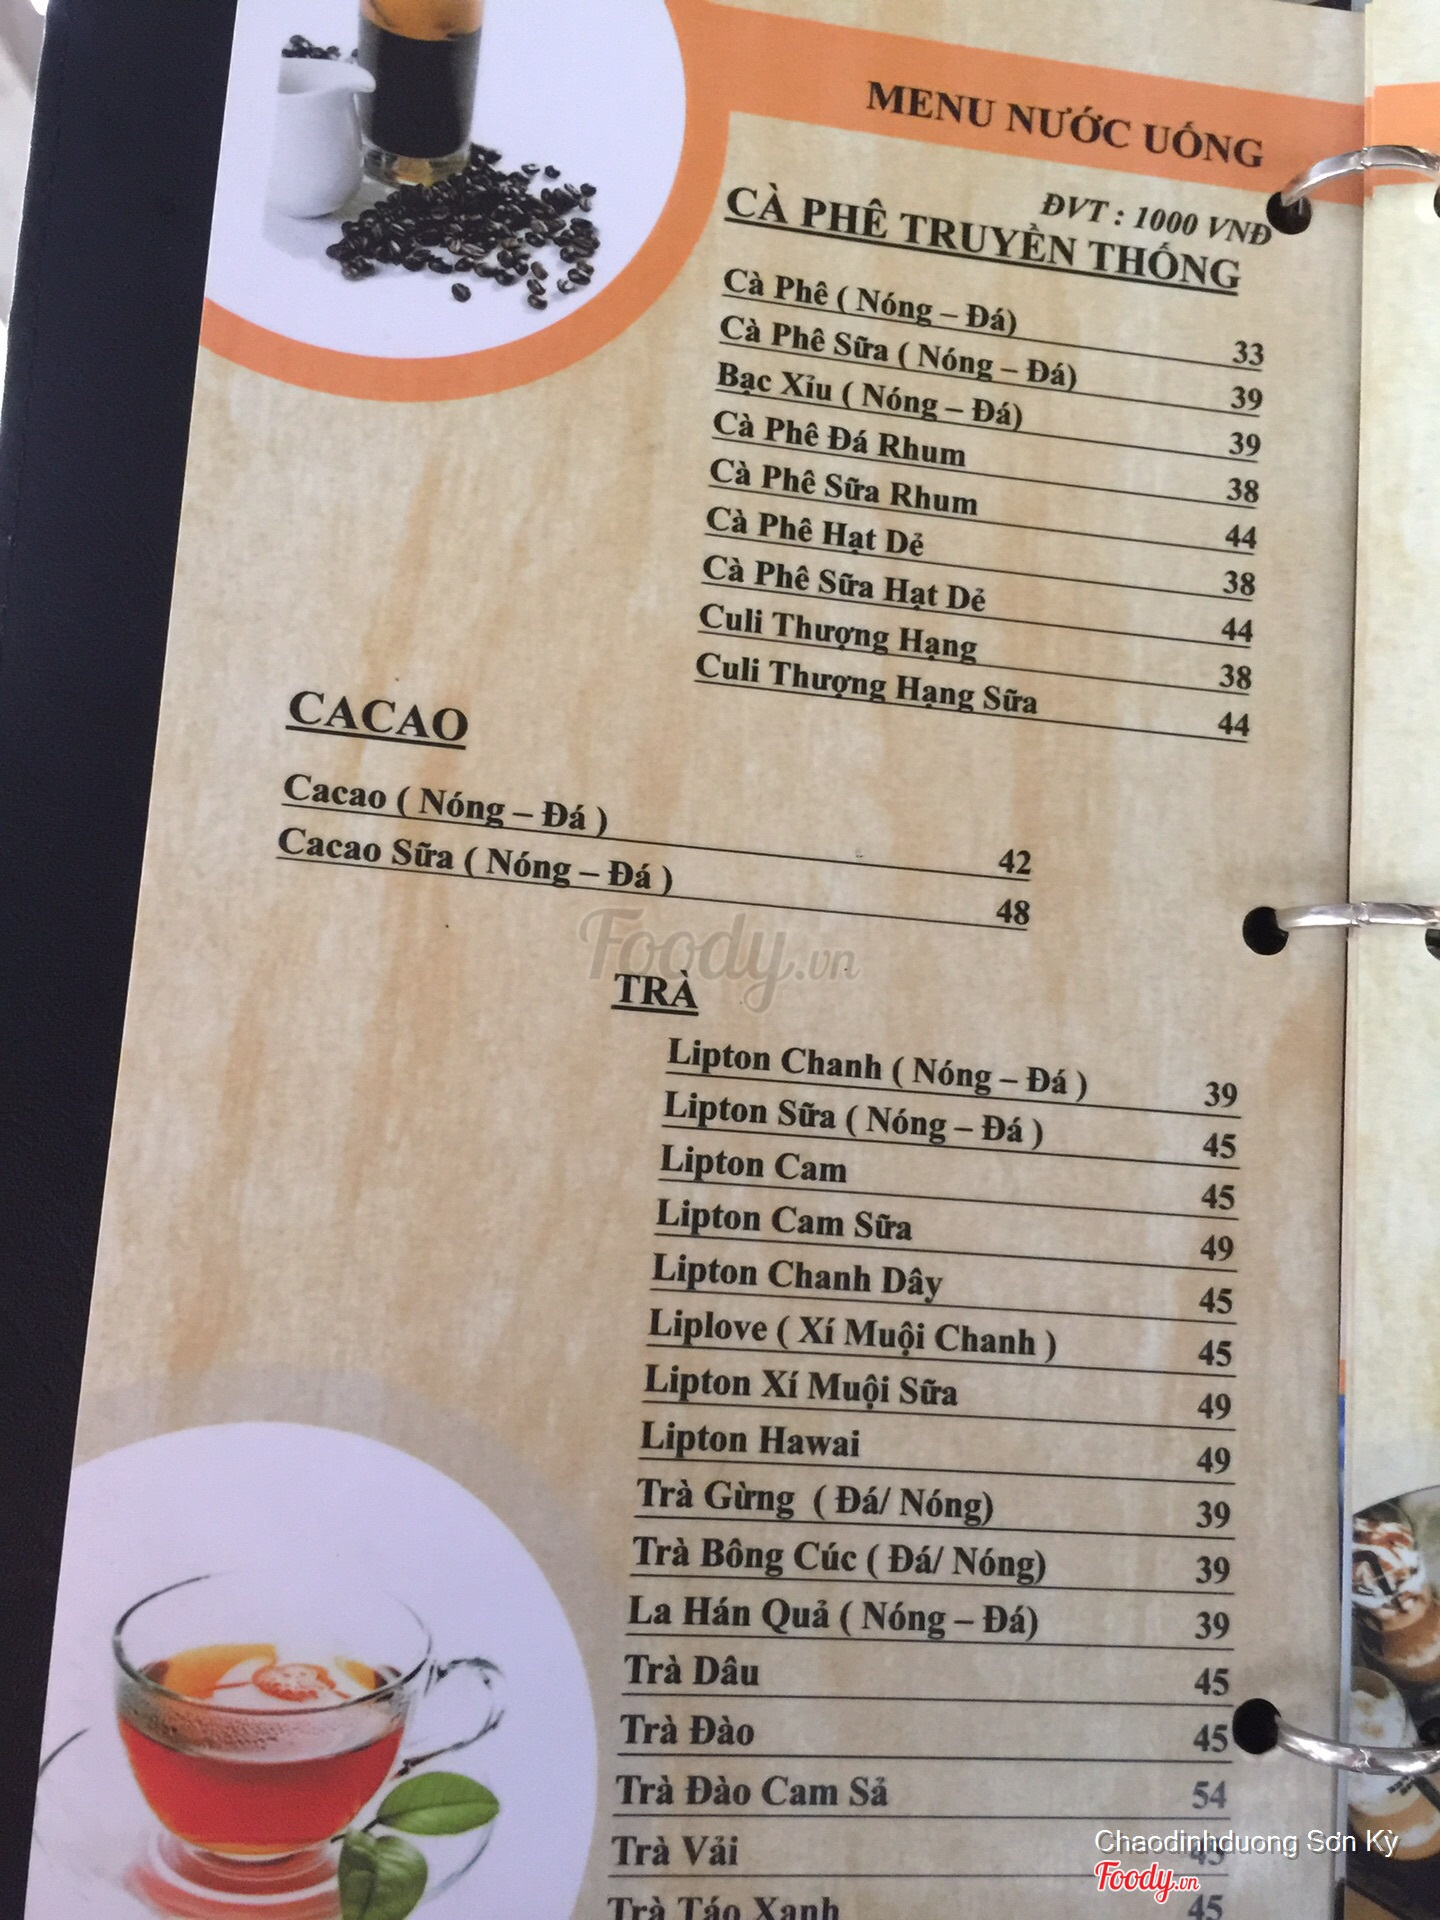 MENU NƯỚC UỐNG
ĐVT : 1000 VNĐ
CÀ PHÊ TRUYỀN THỐNG
Cà Phê ( Nóng – Đá) 33
Cà Phê Sữa ( Nóng – Đá) 39
Bạc Xỉu ( Nóng – Đá) 39
Cà Phê Đá Rhum 38
Cà Phê Sữa Rhum 44
Cà Phê Hạt Dẻ 38
Cà Phê Sữa Hạt Dẻ 44
Culi Thượng Hạng 38
Culi Thượng Hạng Sữa 44
CACAO
Cacao ( Nóng – Đá ) 42
Cacao Sữa ( Nóng – Đá ) 48
Foody.vn
TRÀ
Lipton Chanh ( Nóng – Đá ) 39
Lipton Sữa ( Nóng – Đá ) 45
Lipton Cam 45
Lipton Cam Sữa 49
Lipton Chanh Dây 45
Liplove ( Xí Muội Chanh ) 45
Lipton Xí Muội Sữa 49
Lipton Hawai 49
Trà Gừng ( Đá/ Nóng) 39
Trà Bông Cúc ( Đá/ Nóng) 39
La Hán Quả ( Nóng – Đá) 39
Trà Dâu 45
Trà Đào 45
Trà Đào Cam Sả 54
Trà Vải
Trà Táo Xanh 45
Chaodinhduong Sơn Kỳ
Foody.vn